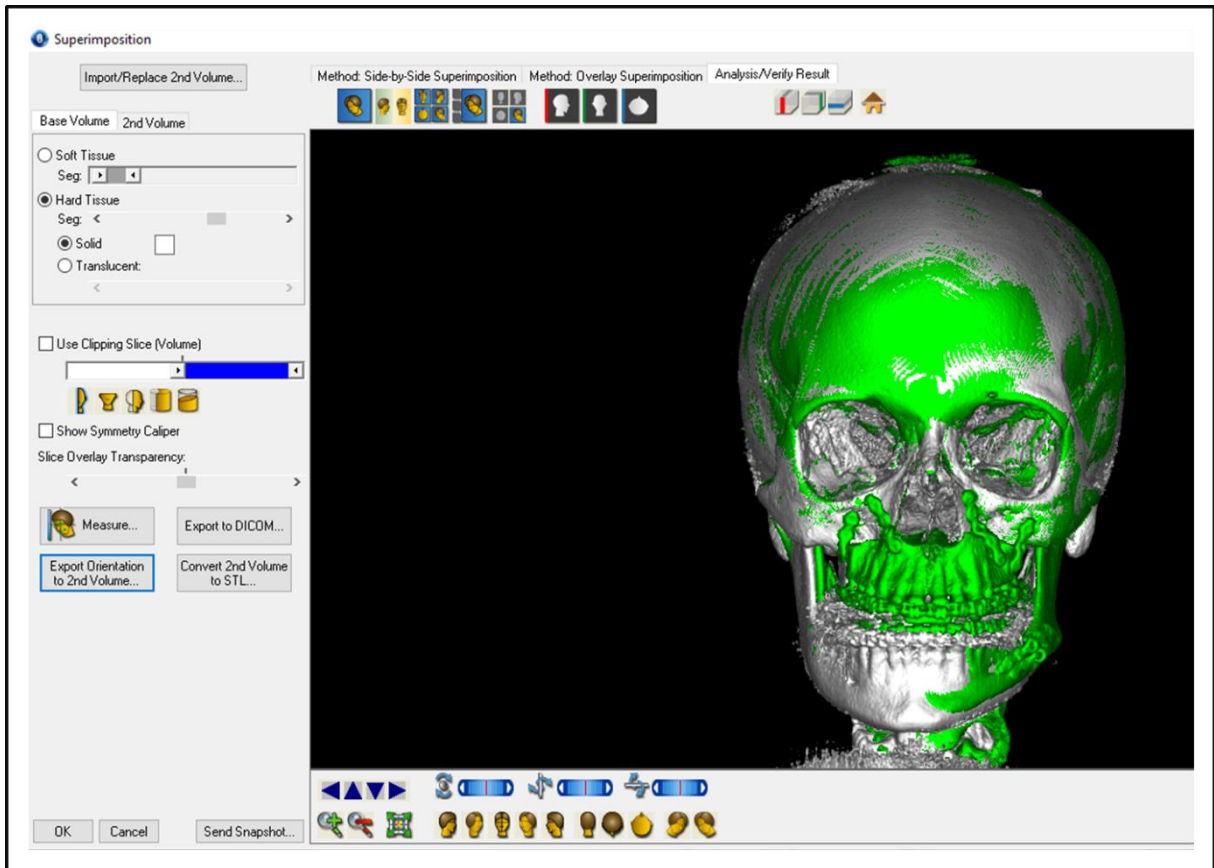 Superimposition
Import/Replace 2nd Volume...
Method: Side-by-Side Superimposition
Method: Overlay Superimposition
Analysis/Verify Result
Base Volume
2nd Volume
Soft Tissue
Seg:
Hard Tissue
Seg:
Solid
Translucent:
Use Clipping Slice (Volume)
Show Symmetry Caliper
Slice Overlay Transparency:
Measure...
Export to DICOM...
Export Orientation
to 2nd Volume...
Convert 2nd Volume
to STL...
OK
Cancel
Send Snapshot...